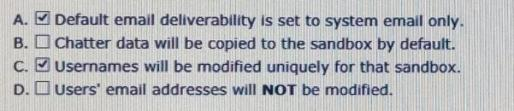 A. ☑ Default email deliverability is set to system email only.
B. ☐ Chatter data will be copied to the sandbox by default.
C. ☑ Usernames will be modified uniquely for that sandbox.
D. ☐ Users' email addresses will NOT be modified.